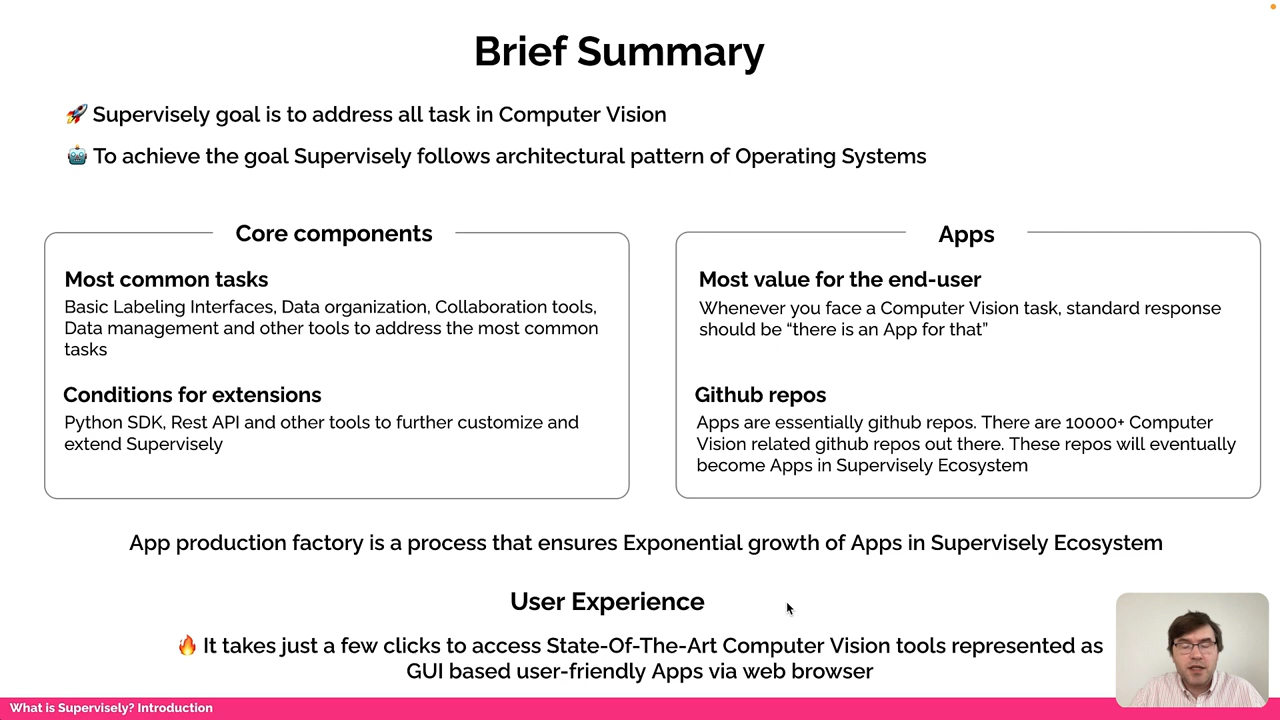 Brief Summary
🚀 Supervisely goal is to address all task in Computer Vision
🤖 To achieve the goal Supervisely follows architectural pattern of Operating Systems
Core components
Most common tasks
Basic Labeling Interfaces, Data organization, Collaboration tools,
Data management and other tools to address the most common
tasks
Conditions for extensions
Python SDK, Rest API and other tools to further customize and
extend Supervisely
Apps
Most value for the end-user
Whenever you face a Computer Vision task, standard response
should be “there is an App for that”
Github repos
Apps are essentially github repos. There are 10000+ Computer
Vision related github repos out there. These repos will eventually
become Apps in Supervisely Ecosystem
App production factory is a process that ensures Exponential growth of Apps in Supervisely Ecosystem
User Experience
🔥 It takes just a few clicks to access State-Of-The-Art Computer Vision tools represented as
GUI based user-friendly Apps via web browser
What is Supervisely? Introduction